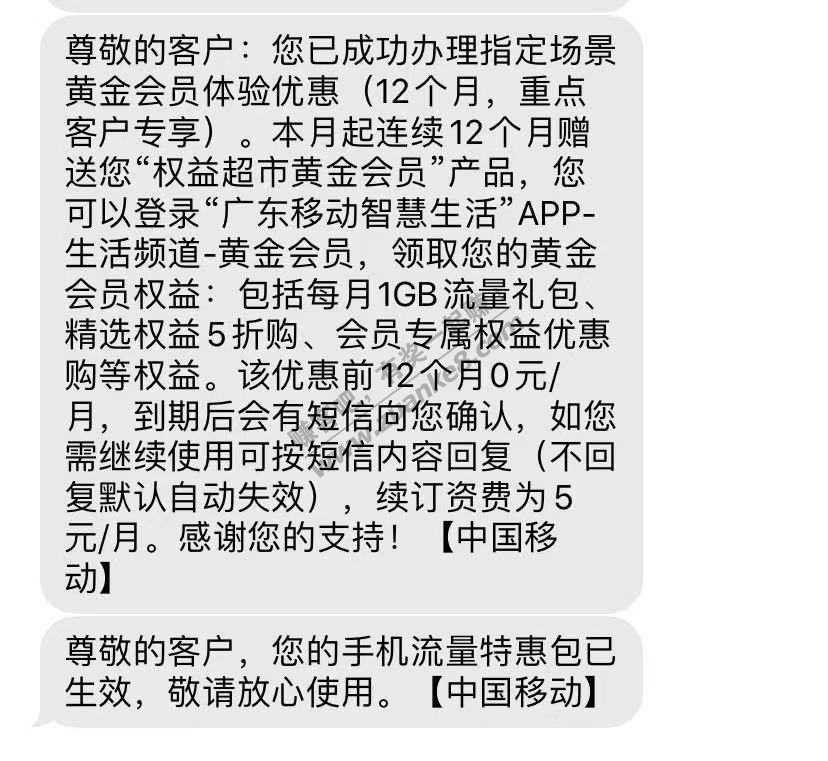 尊敬的客户：您已成功办理指定场景
黄金会员体验优惠（12个月，重点
客户专享）。本月起连续12个月赠
送您“权益超市黄金会员”产品，您
可以登录“广东移动智慧生活”APP-
生活频道-黄金会员，领取您的黄金
会员权益：包括每月1GB流量礼包、
精选权益5折购、会员专属权益优惠
购等权益。该优惠前12个月0元/
月，到期后会有短信向您确认，如您
需继续使用可按短信内容回复（不回
复默认自动失效），续订资费为5
元/月。感谢您的支持！【中国移
动】
尊敬的客户，您的手机流量特惠包已
生效，敬请放心使用。【中国移动】